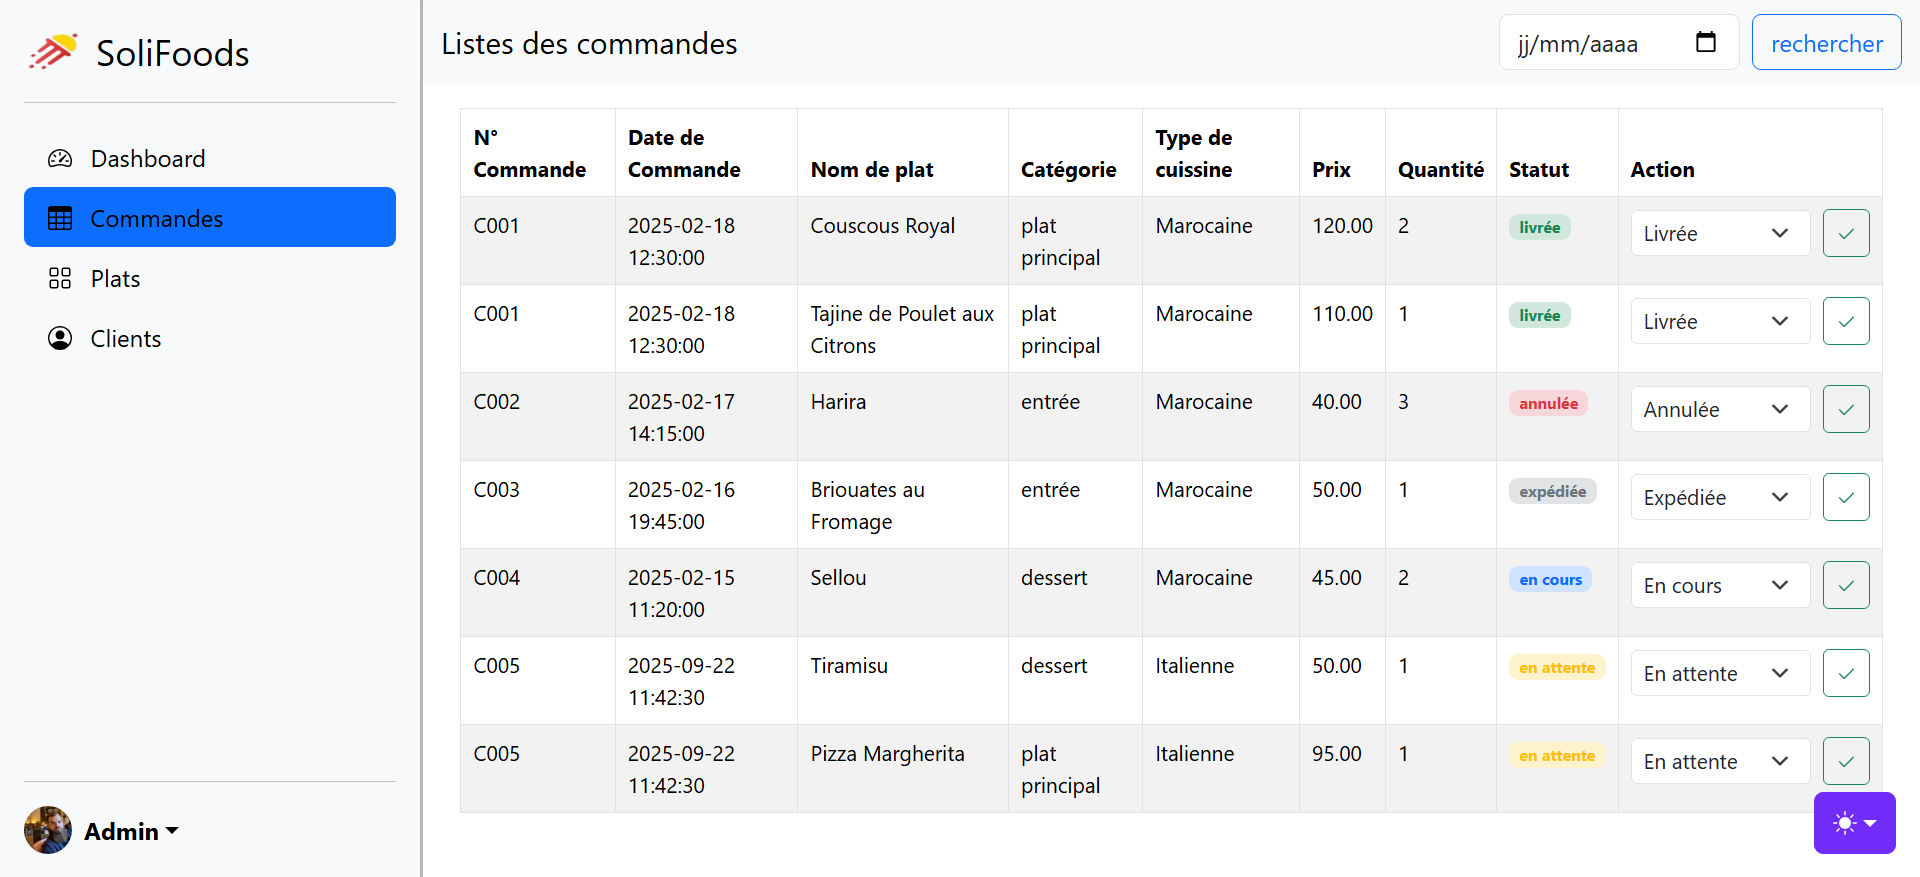 SoliFoods
Dashboard
Commandes
Plats
Clients
Admin
Listes des commandes
jj/mm/aaaa
rechercher
N° Commande | Date de Commande | Nom de plat | Catégorie | Type de cuissine | Prix | Quantité | Statut | Action
C001 | 2025-02-18 12:30:00 | Couscous Royal | plat principal | Marocaine | 120.00 | 2 | livrée | Livrée
C001 | 2025-02-18 12:30:00 | Tajine de Poulet aux Citrons | plat principal | Marocaine | 110.00 | 1 | livrée | Livrée
C002 | 2025-02-17 14:15:00 | Harira | entrée | Marocaine | 40.00 | 3 | annulée | Annulée
C003 | 2025-02-16 19:45:00 | Briouates au Fromage | entrée | Marocaine | 50.00 | 1 | expédiée | Expédiée
C004 | 2025-02-15 11:20:00 | Sellou | dessert | Marocaine | 45.00 | 2 | en cours | En cours
C005 | 2025-09-22 11:42:30 | Tiramisu | dessert | Italienne | 50.00 | 1 | en attente | En attente
C005 | 2025-09-22 11:42:30 | Pizza Margherita | plat principal | Italienne | 95.00 | 1 | en attente | En attente